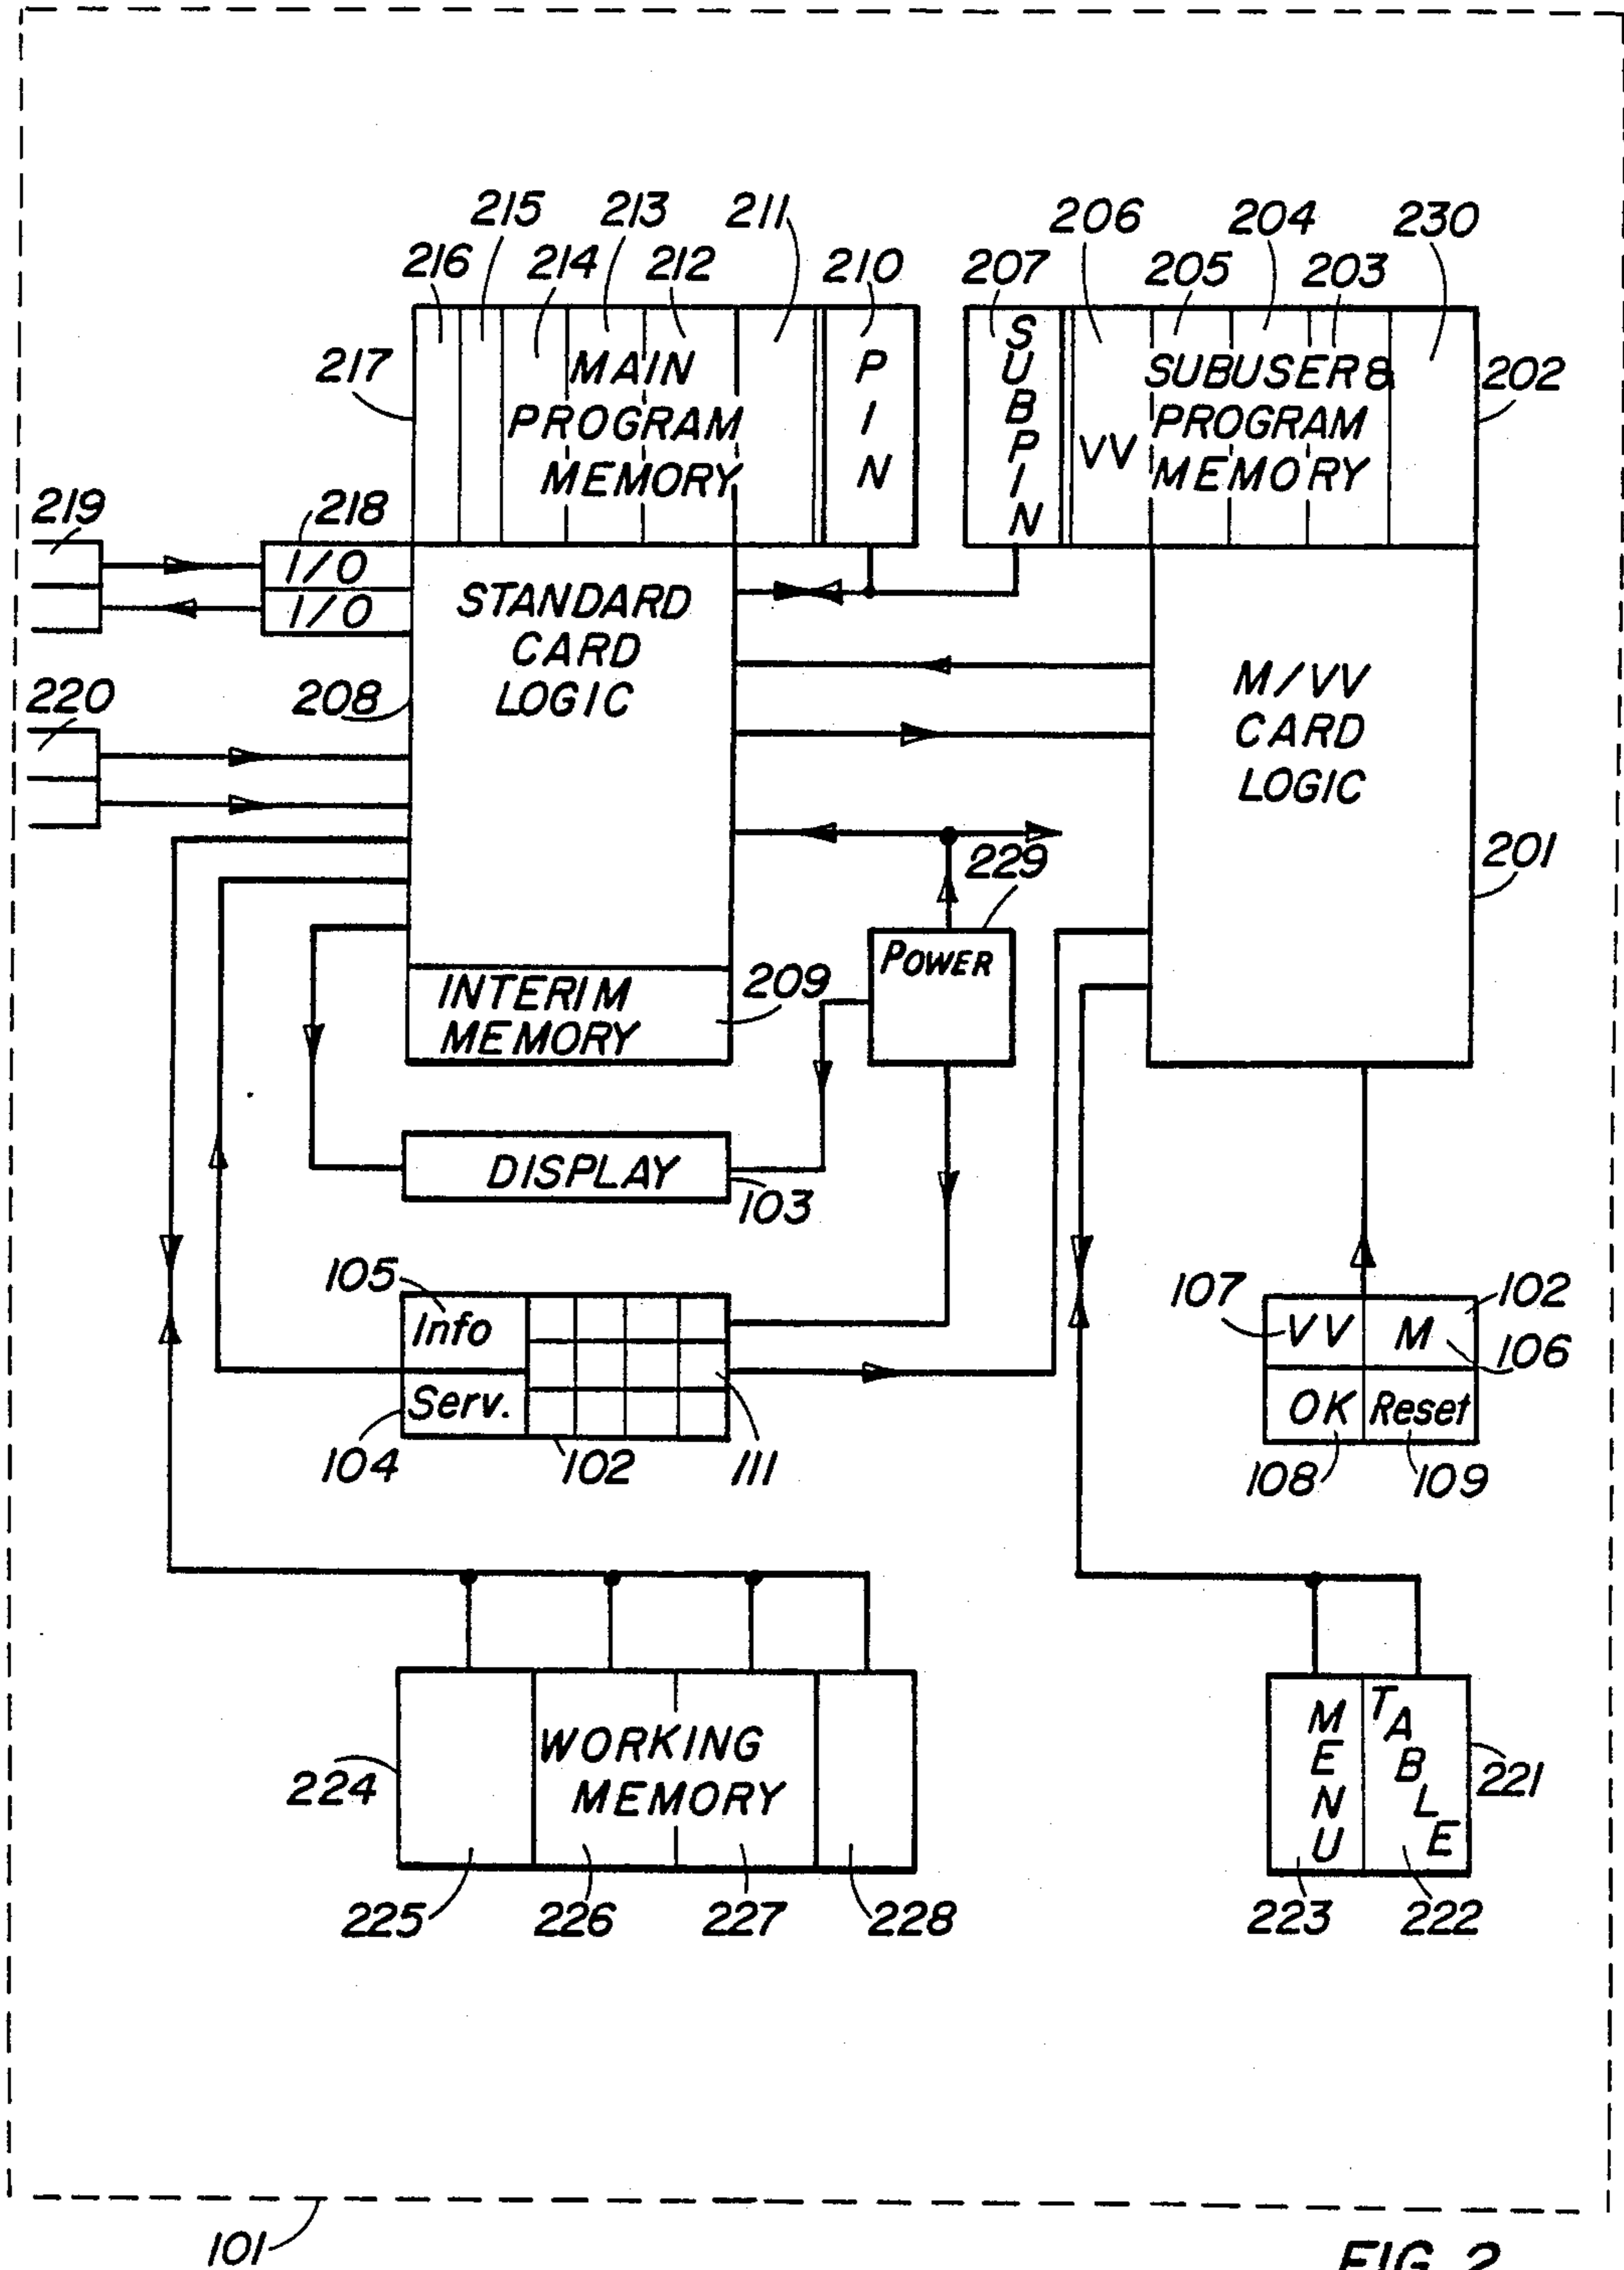 215 213 211 206 204 230
216 214 212 210 207 205 203
217 MAIN PROGRAM MEMORY
PIN
SUBPIN
VV
SUBUSER &
PROGRAM
MEMORY
202
219
218
I/O
I/O
STANDARD
CARD
LOGIC
220
208
M/VV
CARD
LOGIC
201
229
POWER
INTERIM
MEMORY
209
DISPLAY
103
105
Info
Serv.
104
102
111
107
VV
M
102
106
OK
Reset
108
109
WORKING
MEMORY
224
225
226
227
228
MENU
TABLE
221
223
222
101
FIG. 2